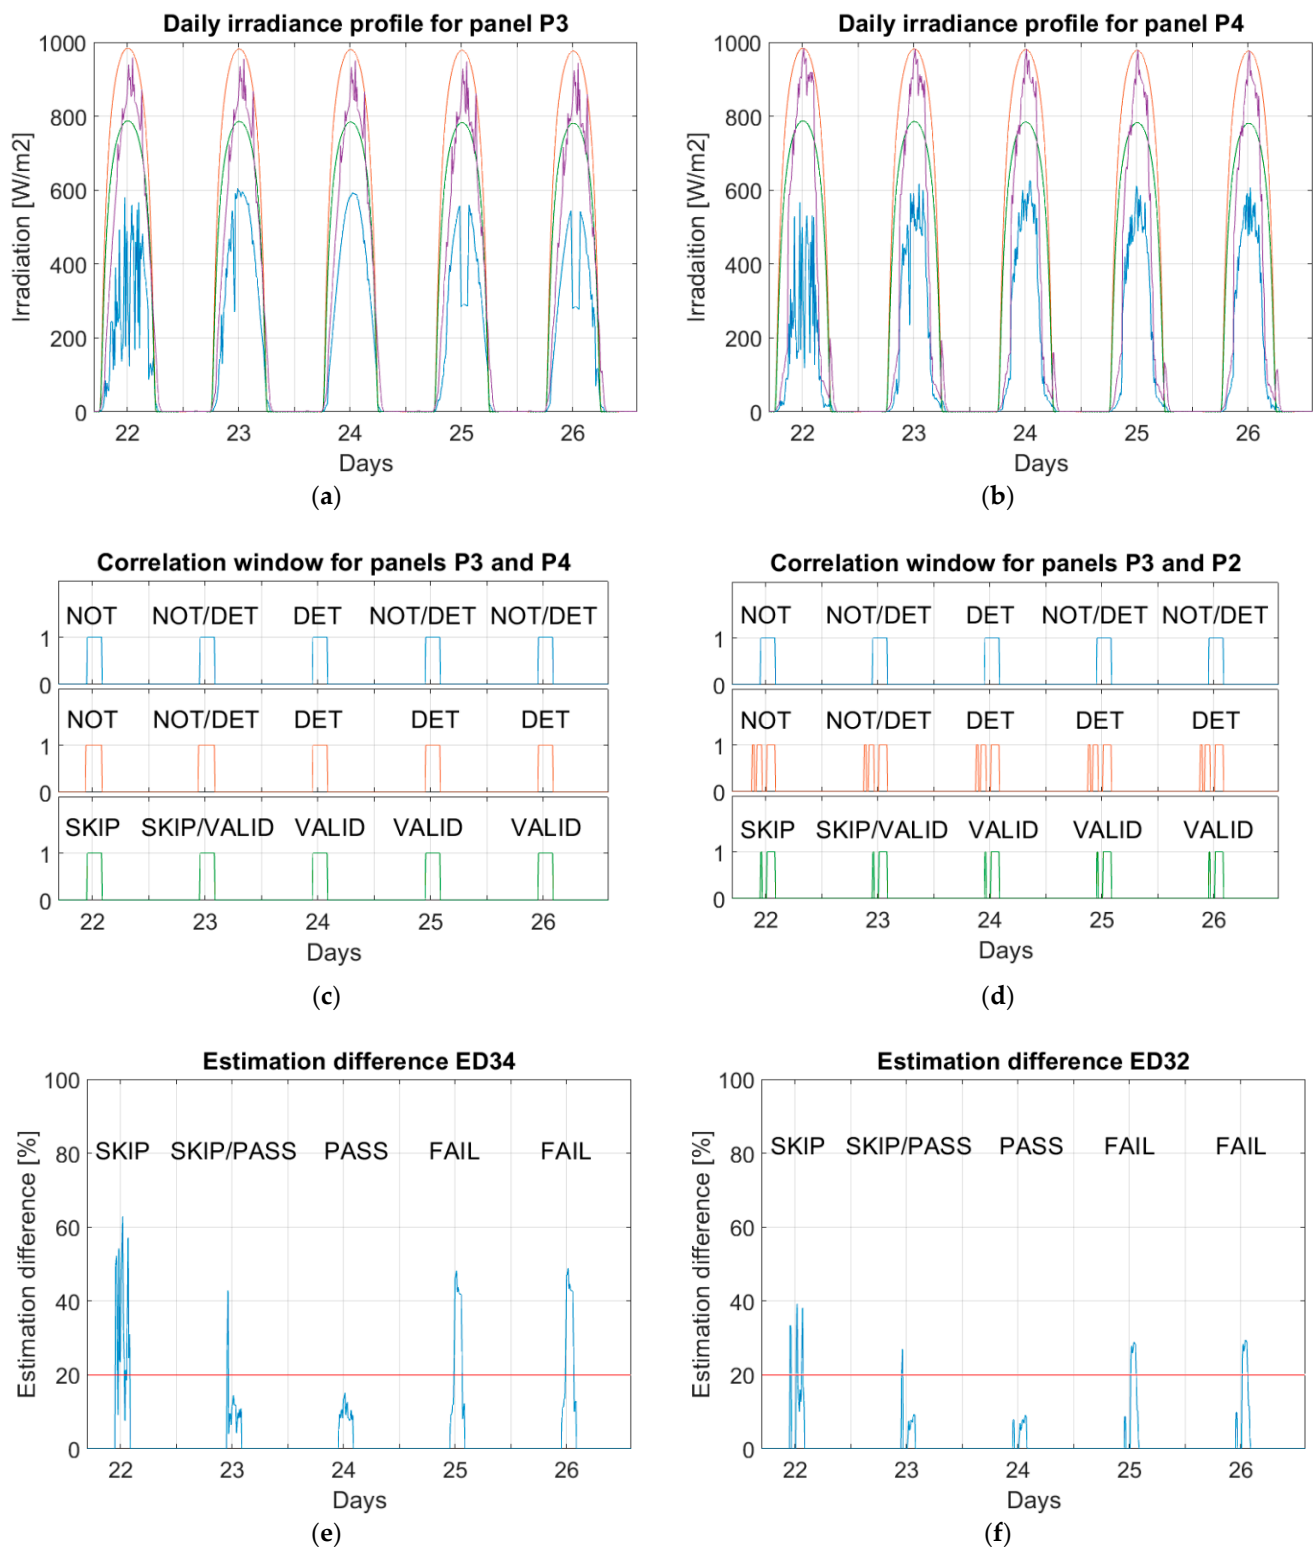 Daily irradiance profile for panel P3
Irradiation [W/m2]
1000
800
600
400
200
0
22 23 24 25 26
Days
(a)
Daily irradiance profile for panel P4
Irradaition [W/m2]
1000
800
600
400
200
0
22 23 24 25 26
Days
(b)
Correlation window for panels P3 and P4
NOT NOT/DET DET NOT/DET NOT/DET
1
0
NOT NOT/DET DET DET DET
1
0
SKIP SKIP/VALID VALID VALID VALID
1
0
22 23 24 25 26
Days
(c)
Correlation window for panels P3 and P2
NOT NOT/DET DET NOT/DET NOT/DET
1
0
NOT NOT/DET DET DET DET
1
0
SKIP SKIP/VALID VALID VALID VALID
1
0
22 23 24 25 26
Days
(d)
Estimation difference ED34
Estimation difference [%]
100
80
60
40
20
0
SKIP SKIP/PASS PASS FAIL FAIL
22 23 24 25 26
Days
(e)
Estimation difference ED32
Estimation difference [%]
100
80
60
40
20
0
SKIP SKIP/PASS PASS FAIL FAIL
22 23 24 25 26
Days
(f)